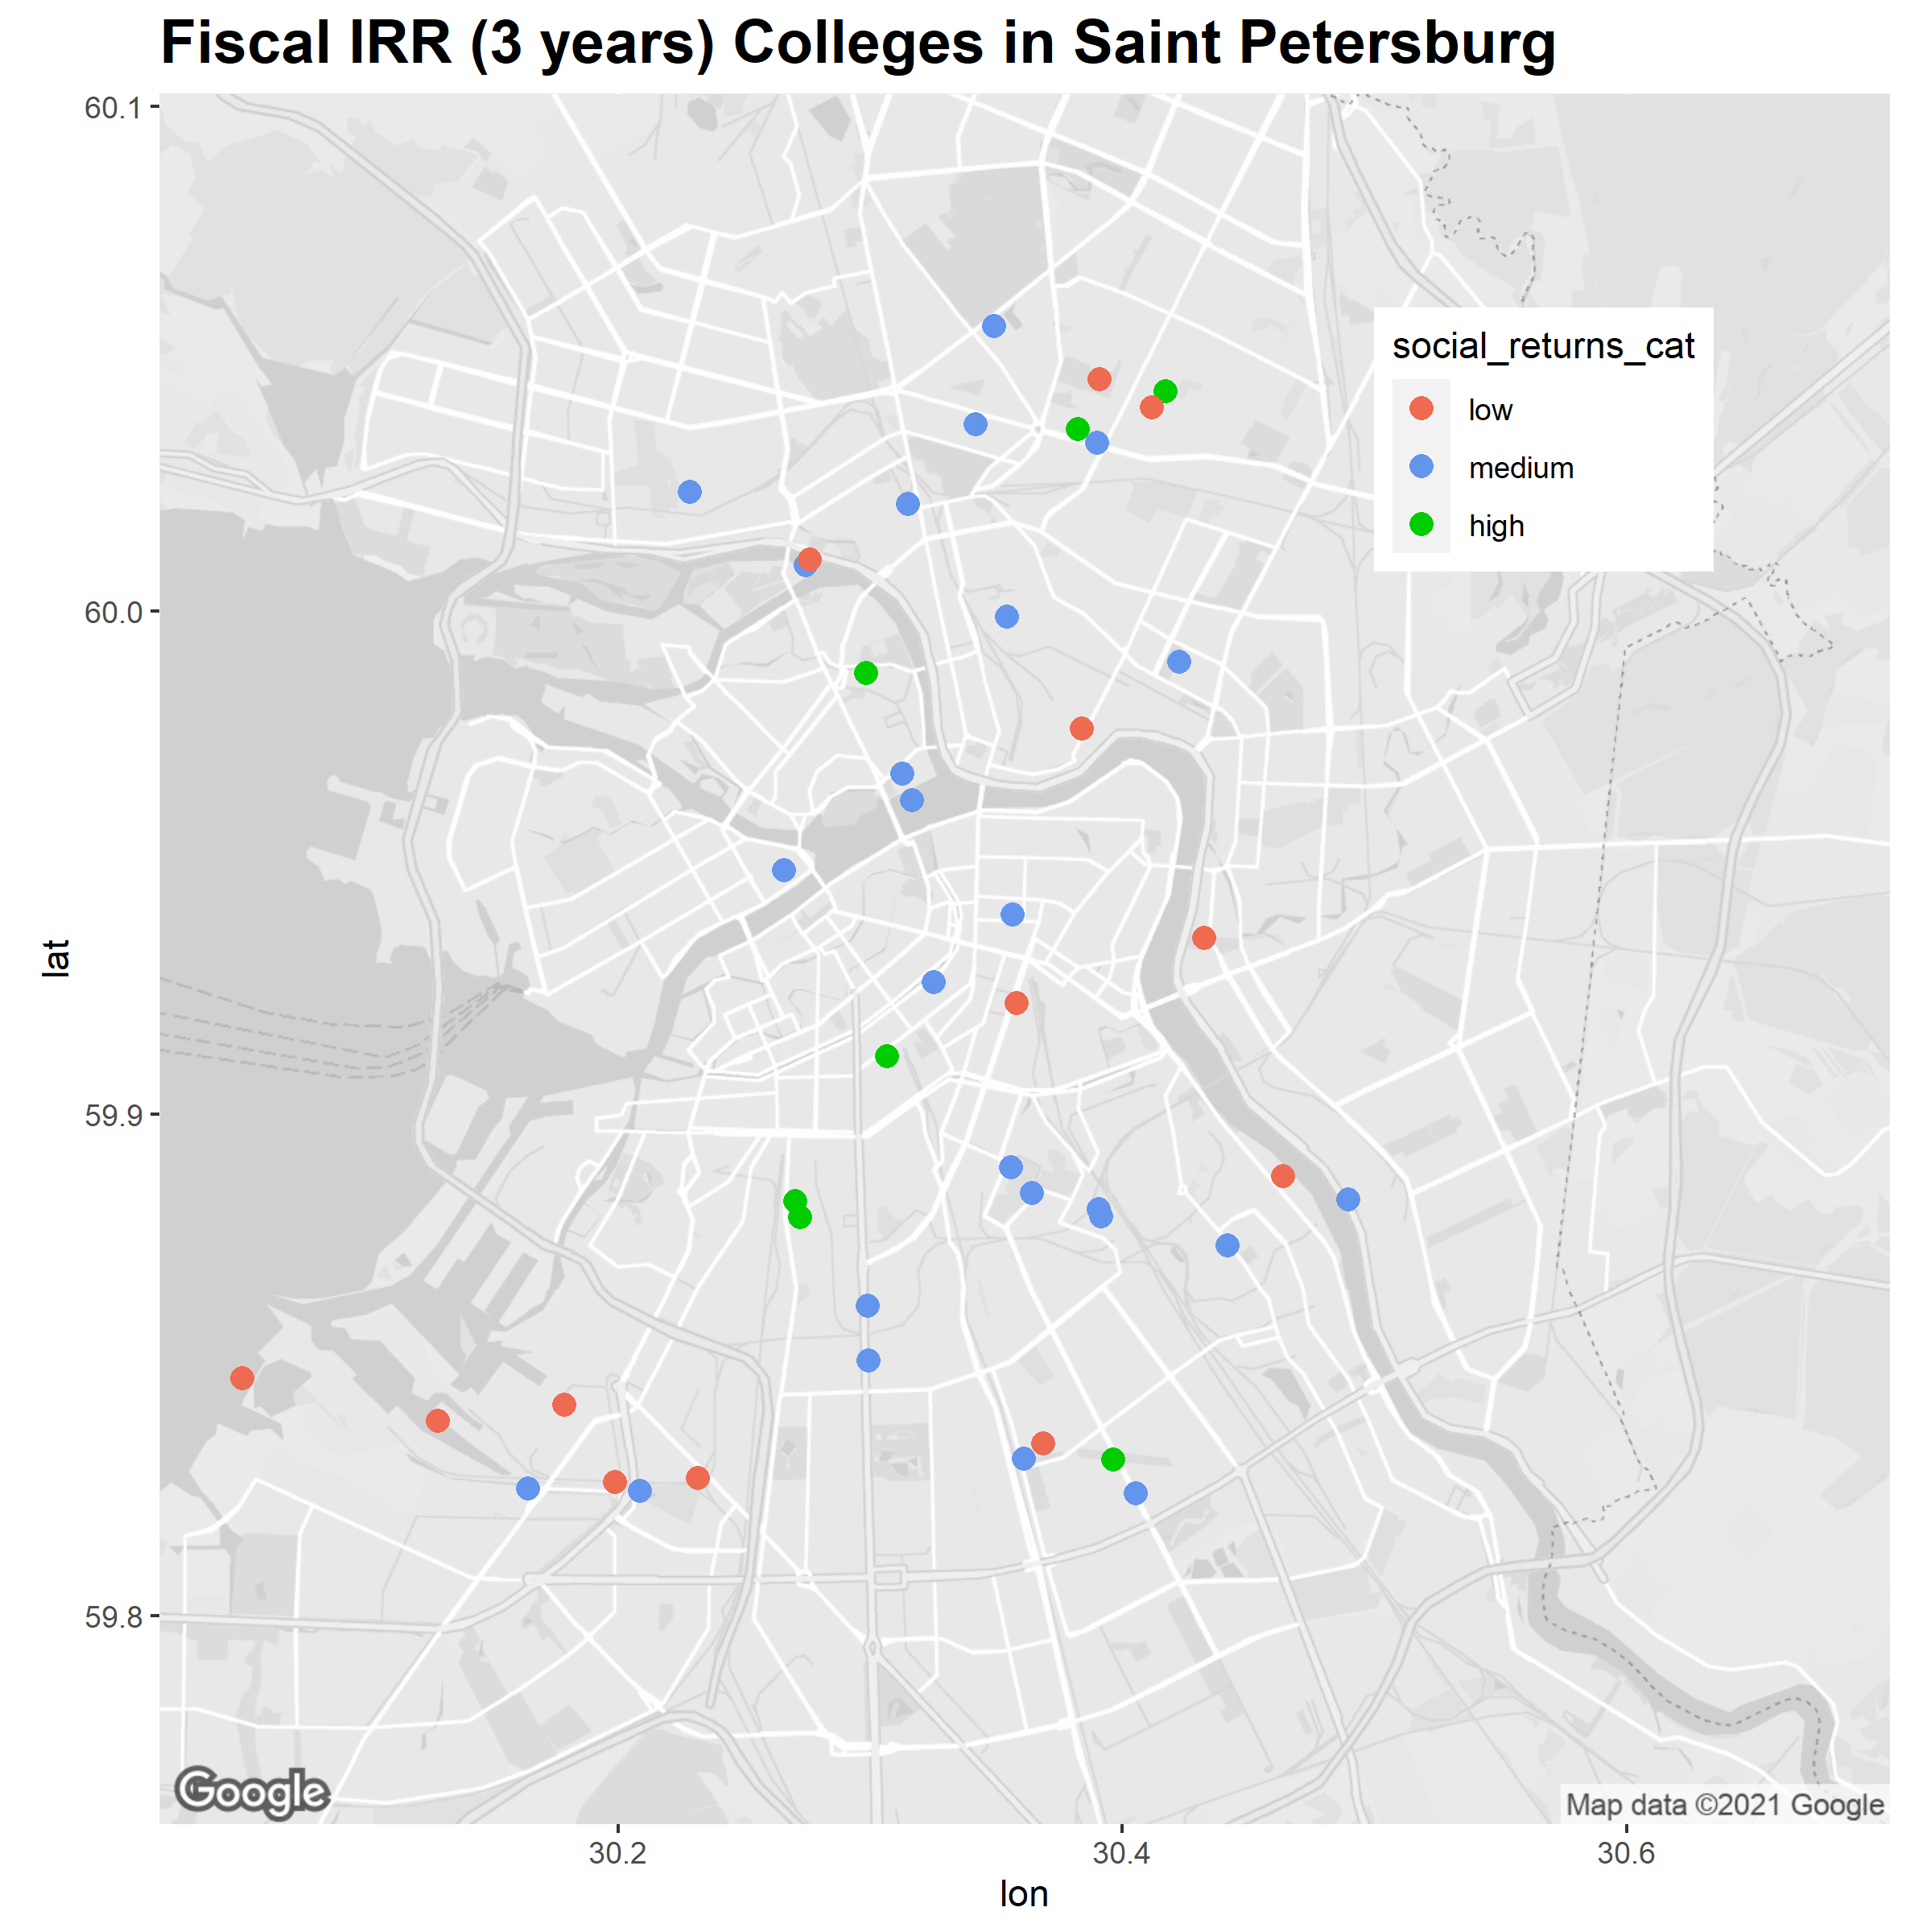 Fiscal IRR (3 years) Colleges in Saint Petersburg
60.1
60.0
59.9
59.8
lat
social_returns_cat
low
medium
high
Google
Map data ©2021 Google
30.2
30.4
30.6
lon